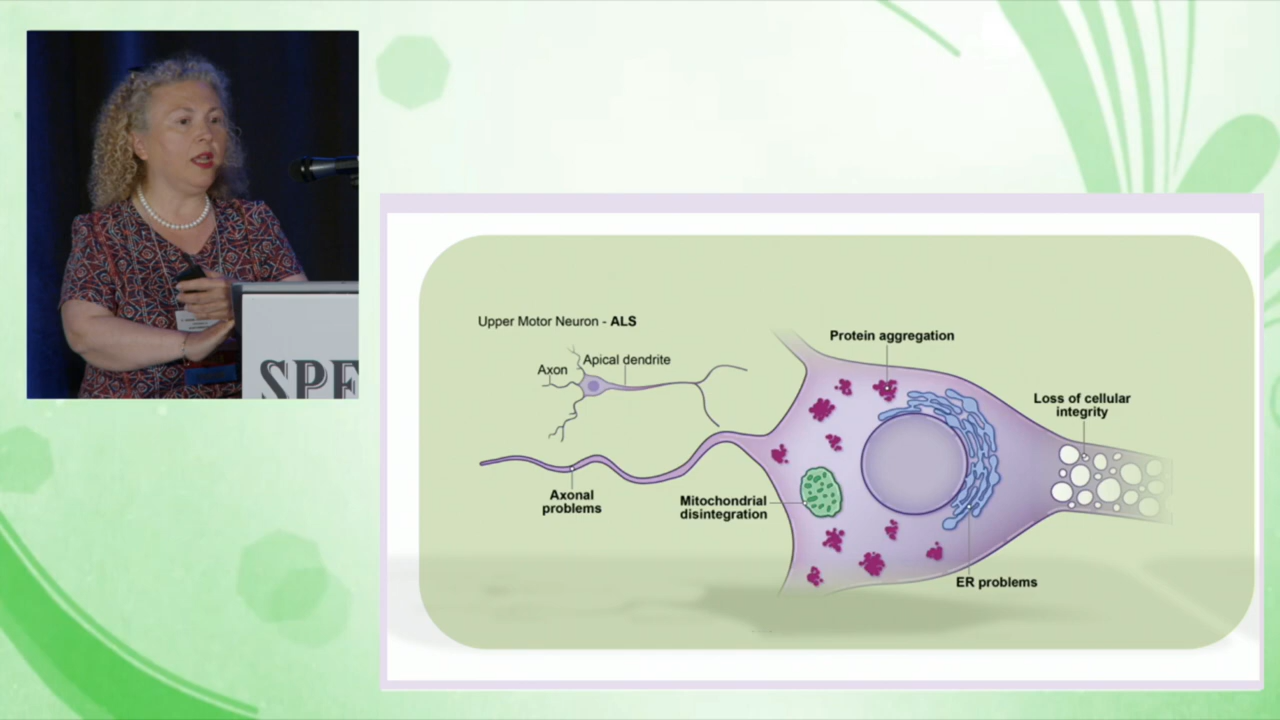 Upper Motor Neuron - ALS
Axon
Apical dendrite
Protein aggregation
Loss of cellular
integrity
Axonal
problems
Mitochondrial
disintegration
ER problems